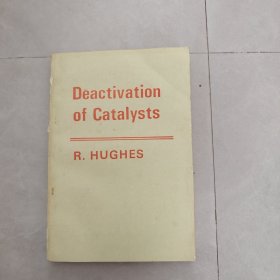 Deactivation
of Catalysts
R. HUGHES